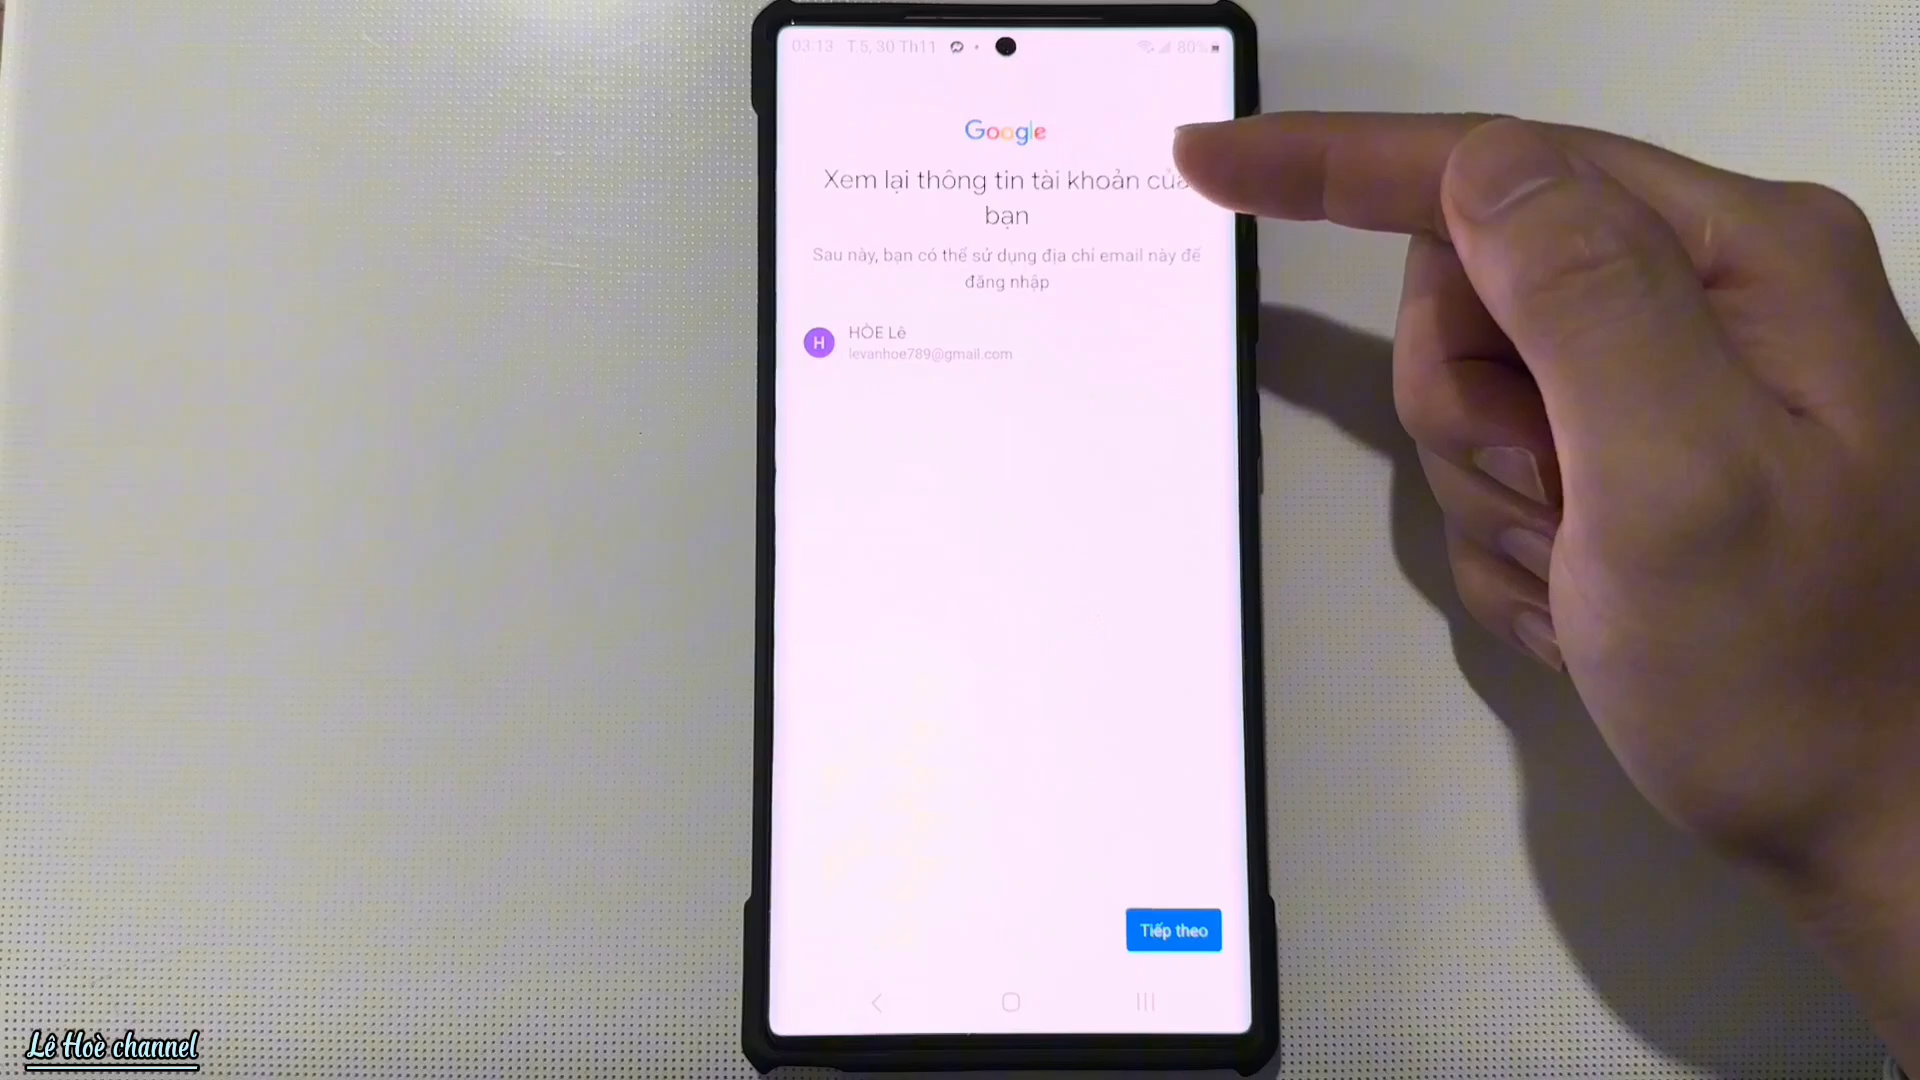 03:13 T 5, 30 Th11 80%
Google
Xem lại thông tin tài khoản của
bạn
Sau này, bạn có thể sử dụng địa chỉ email này để
đăng nhập
H
HÒE Lê
levanhoe789@gmail.com
Tiếp theo
Lê Hoè channel